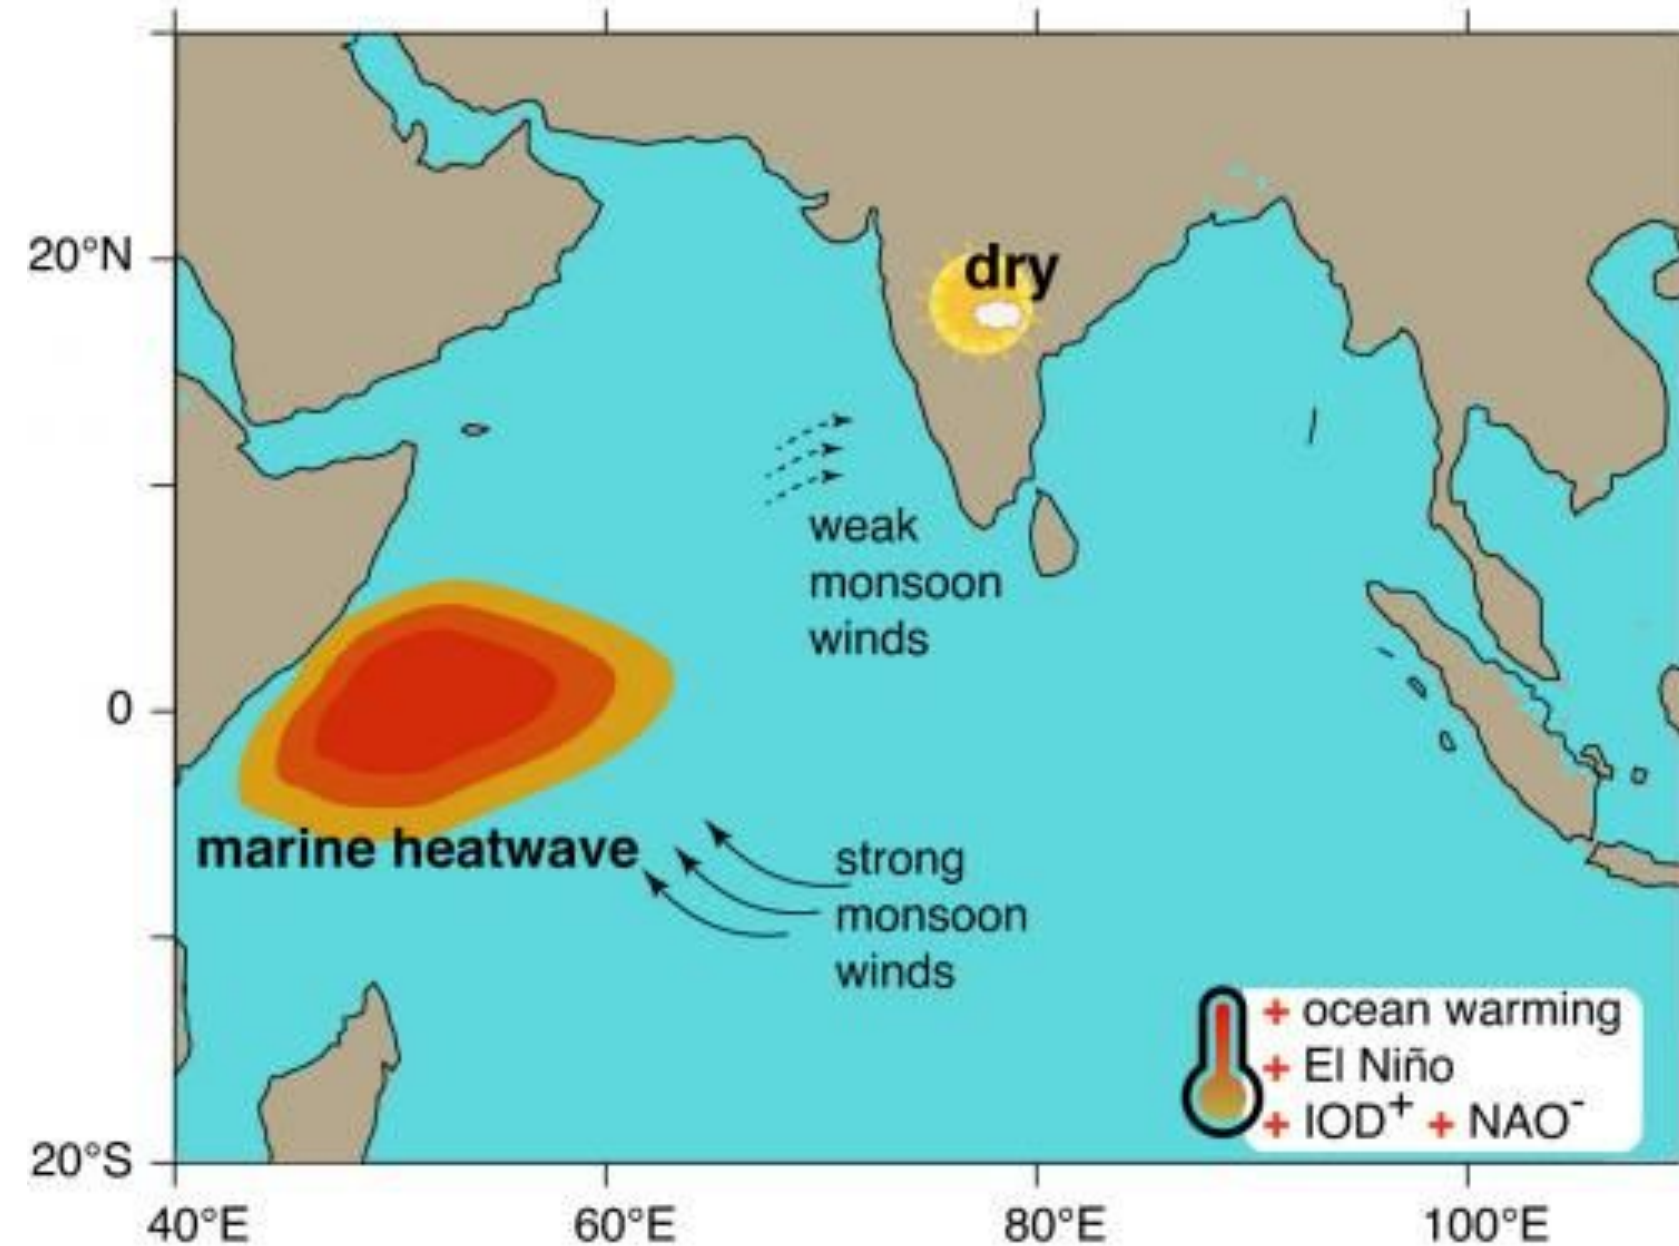 20°N
dry
weak
monsoon
winds
0
marine heatwave
strong
monsoon
winds
+ ocean warming
+ El Niño
+ IOD⁺ + NAO⁻
20°S
40°E 60°E 80°E 100°E